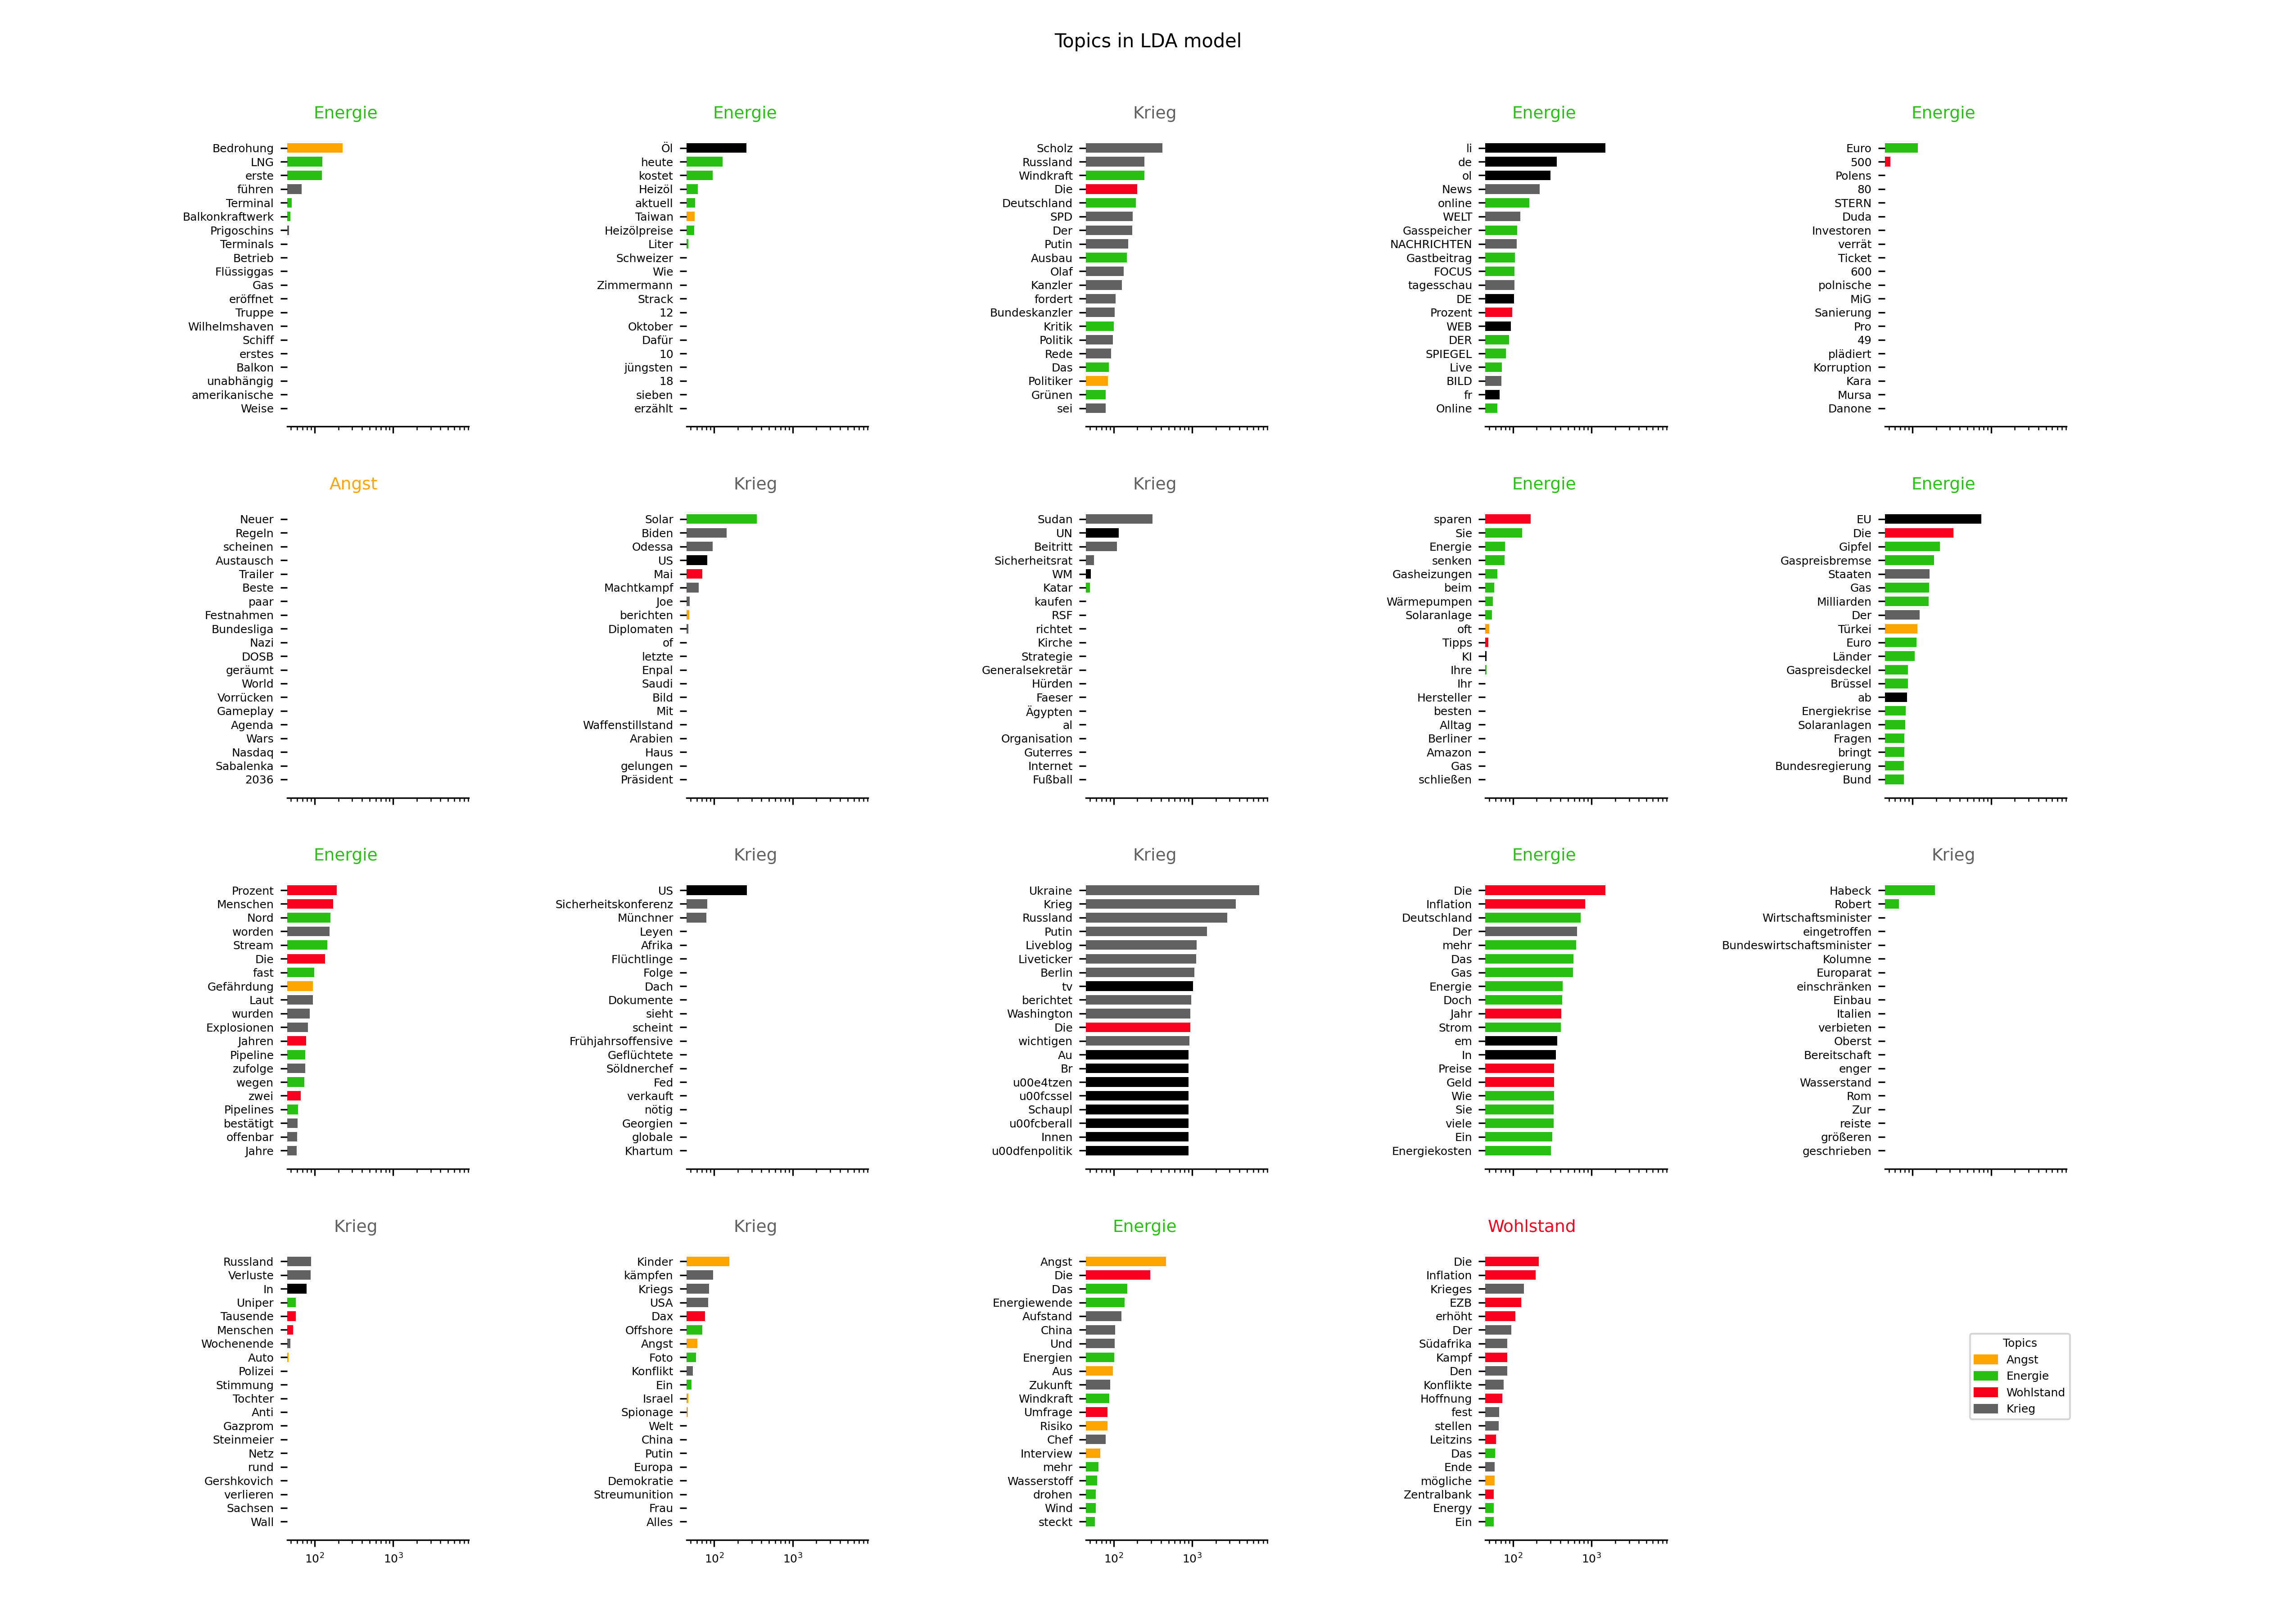 Topics in LDA model
Energie
Bedrohung
LNG
erste
führen
Terminal
Balkonkraftwerk
Prigoschins
Terminals
Betrieb
Flüssiggas
Gas
eröffnet
Truppe
Wilhelmshaven
Schiff
erstes
Balkon
unabhängig
amerikanische
Weise
Energie
Öl
heute
kostet
Heizöl
aktuell
Taiwan
Heizölpreise
Liter
Schweizer
Wie
Zimmermann
Strack
12
Oktober
Dafür
10
jüngsten
18
sieben
erzählt
Krieg
Scholz
Russland
Windkraft
Die
Deutschland
SPD
Der
Putin
Ausbau
Olaf
Kanzler
fordert
Bundeskanzler
Kritik
Politik
Rede
Das
Politiker
Grünen
sei
Energie
li
de
ol
News
online
WELT
Gasspeicher
NACHRICHTEN
Gastbeitrag
FOCUS
tagesschau
DE
Prozent
WEB
DER
SPIEGEL
Live
BILD
fr
Online
Energie
Euro
500
Polens
80
STERN
Duda
Investoren
verrät
Ticket
600
polnische
MiG
Sanierung
Pro
49
plädiert
Korruption
Kara
Mursa
Danone
Angst
Neuer
Regeln
scheinen
Austausch
Trailer
Beste
paar
Festnahmen
Bundesliga
Nazi
DOSB
geräumt
World
Vorrücken
Gameplay
Agenda
Wars
Nasdaq
Sabalenka
2036
Krieg
Solar
Biden
Odessa
US
Mai
Machtkampf
Joe
berichten
Diplomaten
of
letzte
Enpal
Saudi
Bild
Mit
Waffenstillstand
Arabien
Haus
gelungen
Präsident
Krieg
Sudan
UN
Beitritt
Sicherheitsrat
WM
Katar
kaufen
RSF
richtet
Kirche
Strategie
Generalsekretär
Hürden
Faeser
Ägypten
al
Organisation
Guterres
Internet
Fußball
Energie
sparen
Sie
Energie
senken
Gasheizungen
beim
Wärmepumpen
Solaranlage
oft
Tipps
KI
Ihre
Ihr
Hersteller
besten
Alltag
Berliner
Amazon
Gas
schließen
Energie
EU
Die
Gipfel
Gaspreisbremse
Staaten
Gas
Milliarden
Der
Türkei
Euro
Länder
Gaspreisdeckel
Brüssel
ab
Energiekrise
Solaranlagen
Fragen
bringt
Bundesregierung
Bund
Energie
Prozent
Menschen
Nord
worden
Stream
Die
fast
Gefährdung
Laut
wurden
Explosionen
Jahren
Pipeline
zufolge
wegen
zwei
Pipelines
bestätigt
offenbar
Jahre
Krieg
US
Sicherheitskonferenz
Münchner
Leyen
Afrika
Flüchtlinge
Folge
Dach
Dokumente
sieht
scheint
Frühjahrsoffensive
Geflüchtete
Söldnerchef
Fed
verkauft
nötig
Georgien
globale
Khartum
Krieg
Ukraine
Krieg
Russland
Putin
Liveblog
Liveticker
Berlin
tv
berichtet
Washington
Die
wichtigen
Au
Br
u00e4tzen
u00fcssel
Schaupl
u00fcberall
Innen
u00dfenpolitik
Energie
Die
Inflation
Deutschland
Der
mehr
Das
Gas
Energie
Doch
Jahr
Strom
em
In
Preise
Geld
Wie
Sie
viele
Ein
Energiekosten
Krieg
Habeck
Robert
Wirtschaftsminister
eingetroffen
Bundeswirtschaftsminister
Kolumne
Europarat
einschränken
Einbau
Italien
verbieten
Oberst
Bereitschaft
enger
Wasserstand
Rom
Zur
reiste
größeren
geschrieben
Krieg
Russland
Verluste
In
Uniper
Tausende
Menschen
Wochenende
Auto
Polizei
Stimmung
Tochter
Anti
Gazprom
Steinmeier
Netz
rund
Gershkovich
verlieren
Sachsen
Wall
10² 10³
Krieg
Kinder
kämpfen
Kriegs
USA
Dax
Offshore
Angst
Foto
Konflikt
Ein
Israel
Spionage
Welt
China
Putin
Europa
Demokratie
Streumunition
Frau
Alles
10² 10³
Energie
Angst
Die
Das
Energiewende
Aufstand
China
Und
Energien
Aus
Zukunft
Windkraft
Umfrage
Risiko
Chef
Interview
mehr
Wasserstoff
drohen
Wind
steckt
10² 10³
Wohlstand
Die
Inflation
Krieges
EZB
erhöht
Der
Südafrika
Kampf
Den
Konflikte
Hoffnung
fest
stellen
Leitzins
Das
Ende
mögliche
Zentralbank
Energy
Ein
10² 10³
Topics
Angst
Energie
Wohlstand
Krieg